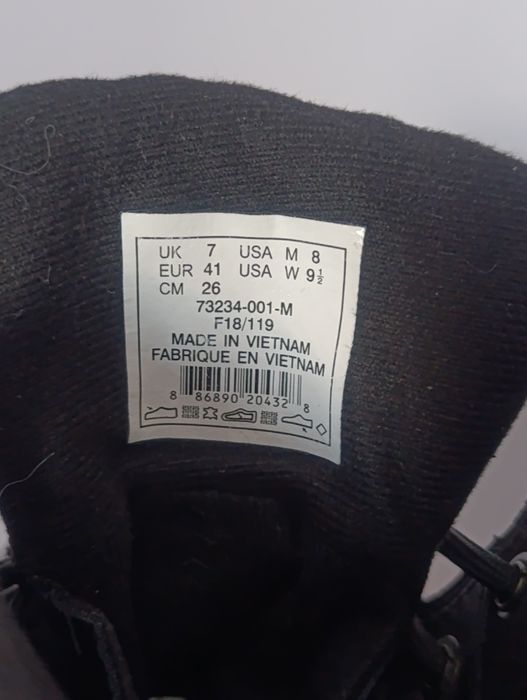 UK 7 USA M 8
EUR 41 USA W 9½
CM 26
73234-001-M
F18/119
MADE IN VIETNAM
FABRIQUE EN VIETNAM
8 86890 20432 8